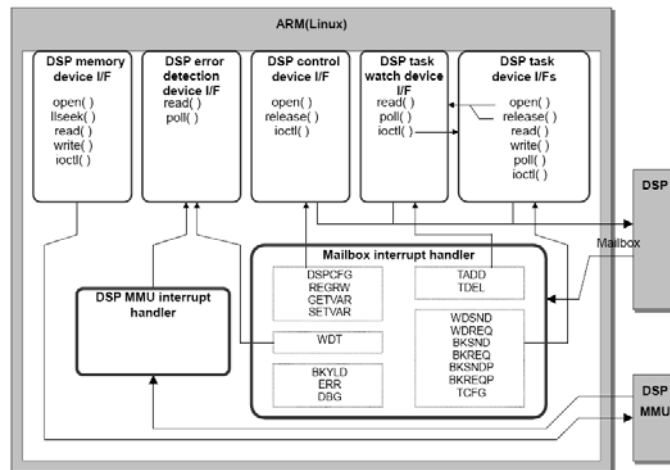 ARM(Linux)
DSP memory
device I/F
open( )
llseek( )
read( )
write( )
ioctl( )
DSP error
detection
device I/F
read( )
poll( )
DSP control
device I/F
open( )
release( )
ioctl( )
DSP task
watch device
I/F
read( )
poll( )
ioctl( )
DSP task
device I/Fs
open( )
release( )
read( )
write( )
poll( )
ioctl( )
DSP
Mailbox
Mailbox interrupt handler
DSPCFG
REGRW
GETVAR
SETVAR
WDT
BKYLD
ERR
DBG
TADD
TDEL
WDSND
WDREQ
BKSND
BKREQ
BKSNDP
BKREQP
TCFG
DSP MMU interrupt
handler
DSP
MMU